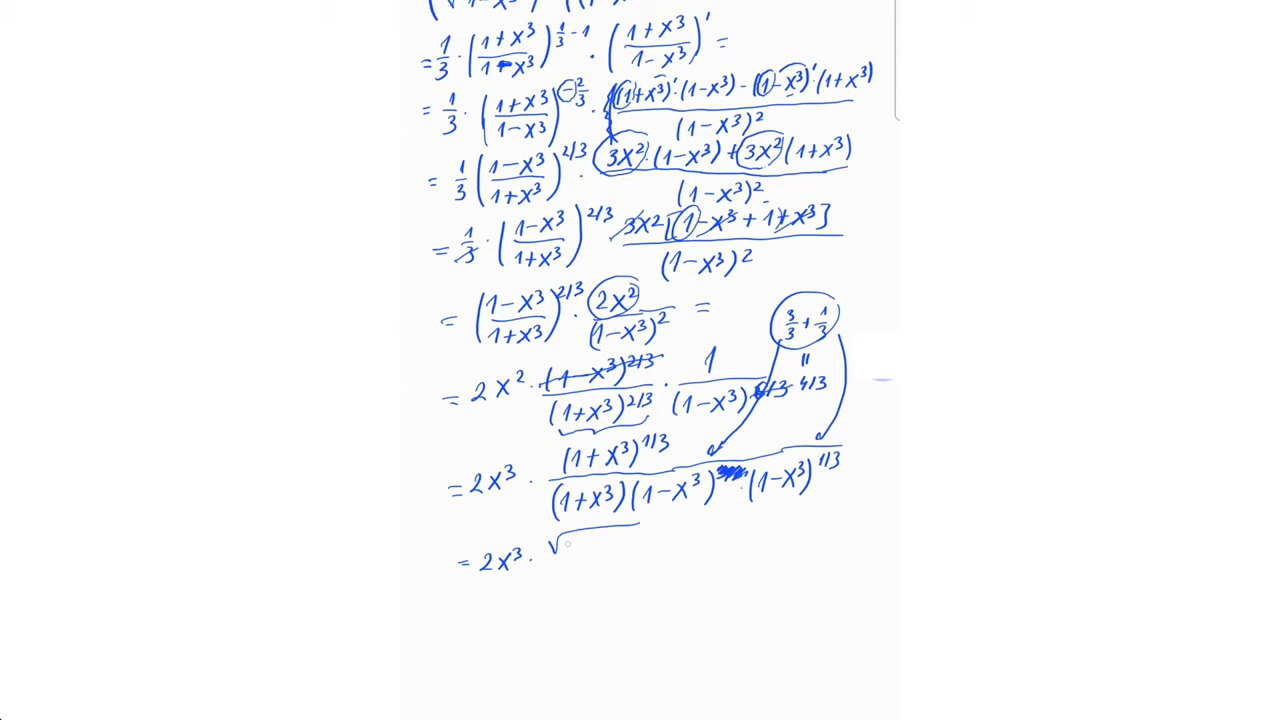 = 1/3 · ((1+x³)/(1-x³))^(1/3 - 1) · ((1+x³)/(1-x³))' =
= 1/3 · ((1+x³)/(1-x³))^(-2/3) · ((1+x³)'·(1-x³) - (1-x³)'·(1+x³))/(1-x³)²
= 1/3 ((1-x³)/(1+x³))^(2/3) · (3x²·(1-x³) + 3x²(1+x³))/(1-x³)²
= 1/3 · ((1-x³)/(1+x³))^(2/3) · 3x²[1-x³+1+x³]/(1-x³)²
= ((1-x³)/(1+x³))^(2/3) · 2x²/(1-x³)² =
3/3 + 1/3
=
= 2x² · (1-x³)^(2/3)/(1+x³)^(2/3) · 1/(1-x³) 4/3
= 2x³ · (1+x³)^(1/3)/((1+x³)(1-x³) · (1-x³)^(1/3))
= 2x³ · √